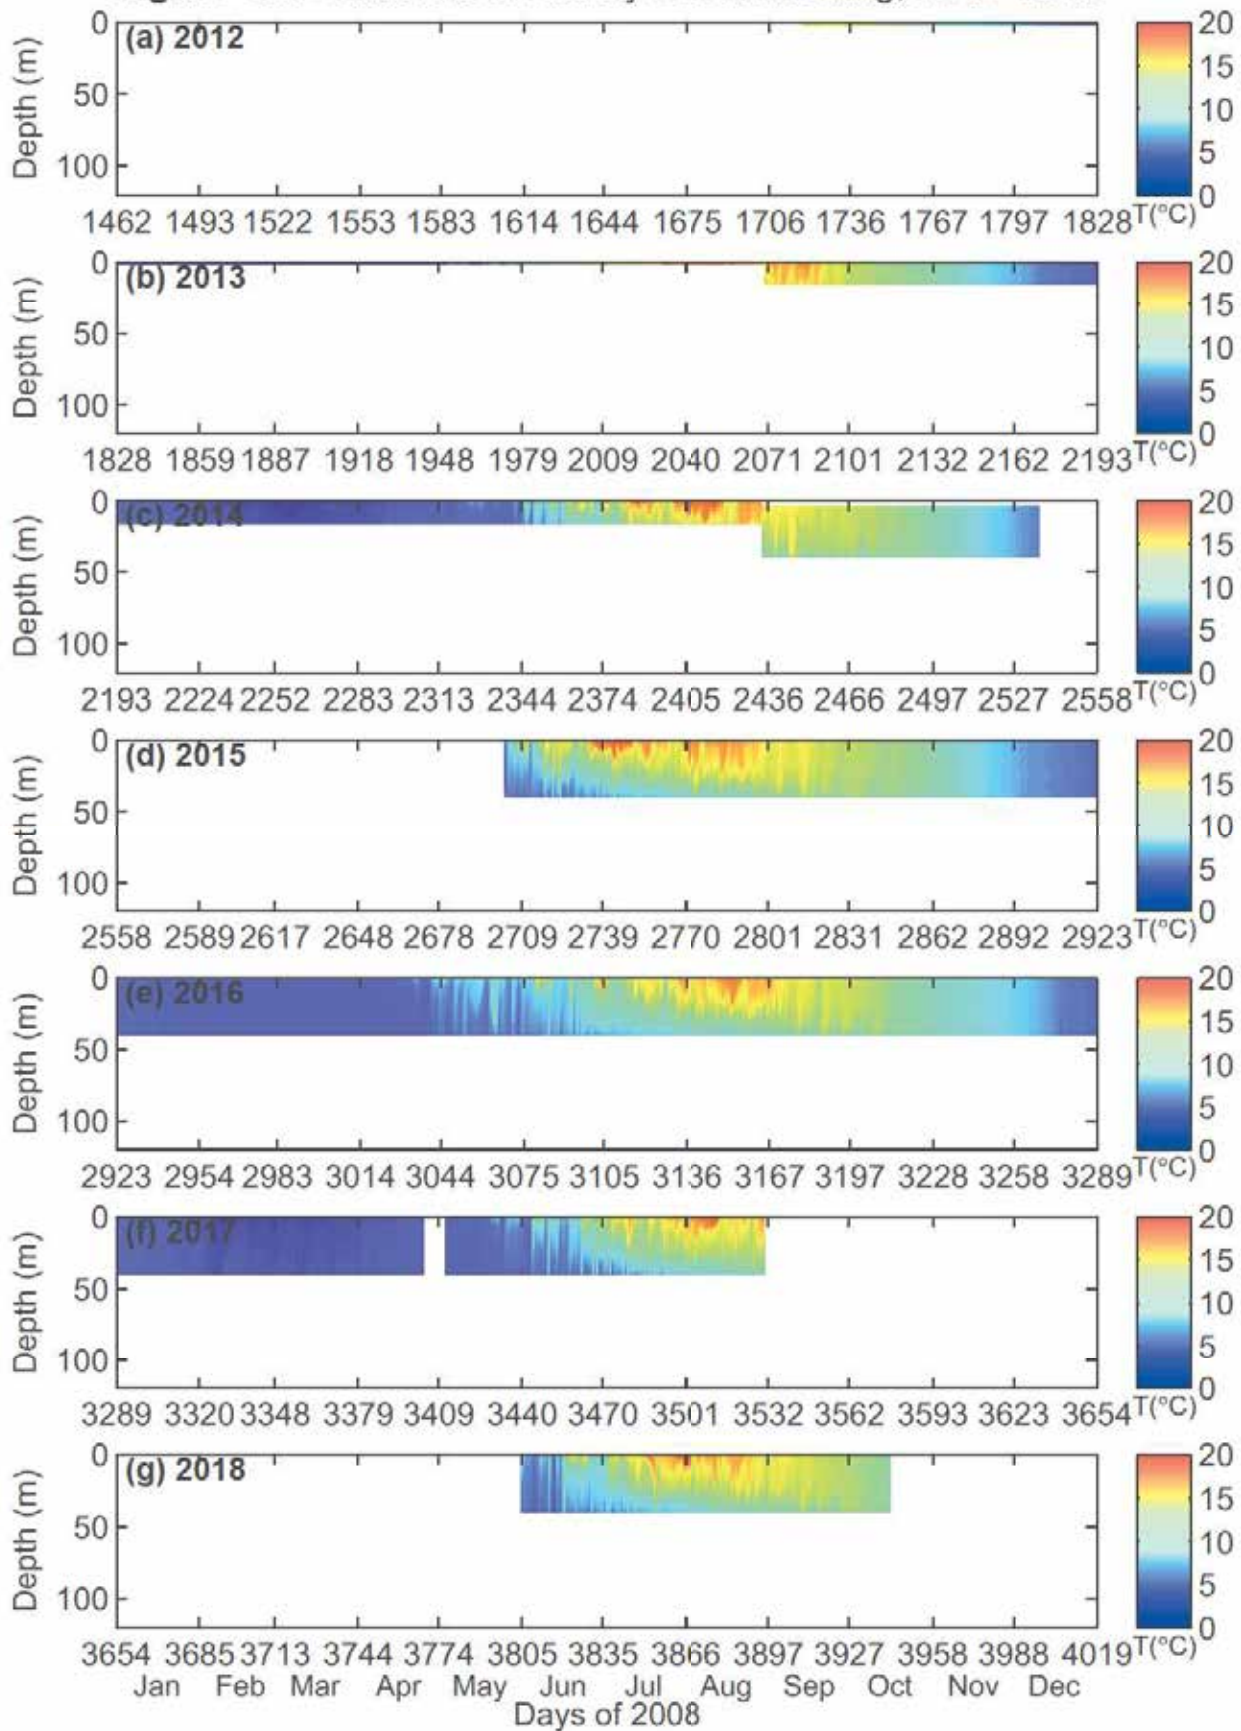 0
(a) 2012
50
100
Depth (m)
1462 1493 1522 1553 1583 1614 1644 1675 1706 1736 1767 1797 1828
20
15
10
5
0
T(°C)
0
(b) 2013
50
100
Depth (m)
1828 1859 1887 1918 1948 1979 2009 2040 2071 2101 2132 2162 2193
20
15
10
5
0
T(°C)
0
(c) 2014
50
100
Depth (m)
2193 2224 2252 2283 2313 2344 2374 2405 2436 2466 2497 2527 2558
20
15
10
5
0
T(°C)
0
(d) 2015
50
100
Depth (m)
2558 2589 2617 2648 2678 2709 2739 2770 2801 2831 2862 2892 2923
20
15
10
5
0
T(°C)
0
(e) 2016
50
100
Depth (m)
2923 2954 2983 3014 3044 3075 3105 3136 3167 3197 3228 3258 3289
20
15
10
5
0
T(°C)
0
(f) 2017
50
100
Depth (m)
3289 3320 3348 3379 3409 3440 3470 3501 3532 3562 3593 3623 3654
20
15
10
5
0
T(°C)
0
(g) 2018
50
100
Depth (m)
3654 3685 3713 3744 3774 3805 3835 3866 3897 3927 3958 3988 4019
20
15
10
5
0
T(°C)
Jan Feb Mar Apr May Jun Jul Aug Sep Oct Nov Dec
Days of 2008